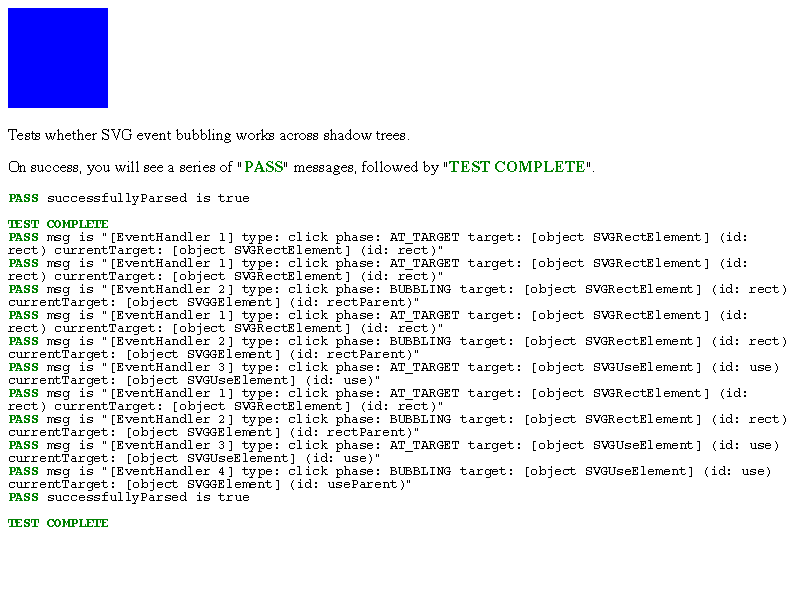 Tests whether SVG event bubbling works across shadow trees.
On success, you will see a series of "PASS" messages, followed by "TEST COMPLETE".
PASS successfullyParsed is true
TEST COMPLETE
PASS msg is "[EventHandler 1] type: click phase: AT_TARGET target: [object SVGRectElement] (id:
rect) currentTarget: [object SVGRectElement] (id: rect)"
PASS msg is "[EventHandler 1] type: click phase: AT_TARGET target: [object SVGRectElement] (id:
rect) currentTarget: [object SVGRectElement] (id: rect)"
PASS msg is "[EventHandler 2] type: click phase: BUBBLING target: [object SVGRectElement] (id: rect)
currentTarget: [object SVGGElement] (id: rectParent)"
PASS msg is "[EventHandler 1] type: click phase: AT_TARGET target: [object SVGRectElement] (id:
rect) currentTarget: [object SVGRectElement] (id: rect)"
PASS msg is "[EventHandler 2] type: click phase: BUBBLING target: [object SVGRectElement] (id: rect)
currentTarget: [object SVGGElement] (id: rectParent)"
PASS msg is "[EventHandler 3] type: click phase: AT_TARGET target: [object SVGUseElement] (id: use)
currentTarget: [object SVGUseElement] (id: use)"
PASS msg is "[EventHandler 1] type: click phase: AT_TARGET target: [object SVGRectElement] (id:
rect) currentTarget: [object SVGRectElement] (id: rect)"
PASS msg is "[EventHandler 2] type: click phase: BUBBLING target: [object SVGRectElement] (id: rect)
currentTarget: [object SVGGElement] (id: rectParent)"
PASS msg is "[EventHandler 3] type: click phase: AT_TARGET target: [object SVGUseElement] (id: use)
currentTarget: [object SVGUseElement] (id: use)"
PASS msg is "[EventHandler 4] type: click phase: BUBBLING target: [object SVGUseElement] (id: use)
currentTarget: [object SVGGElement] (id: useParent)"
PASS successfullyParsed is true
TEST COMPLETE